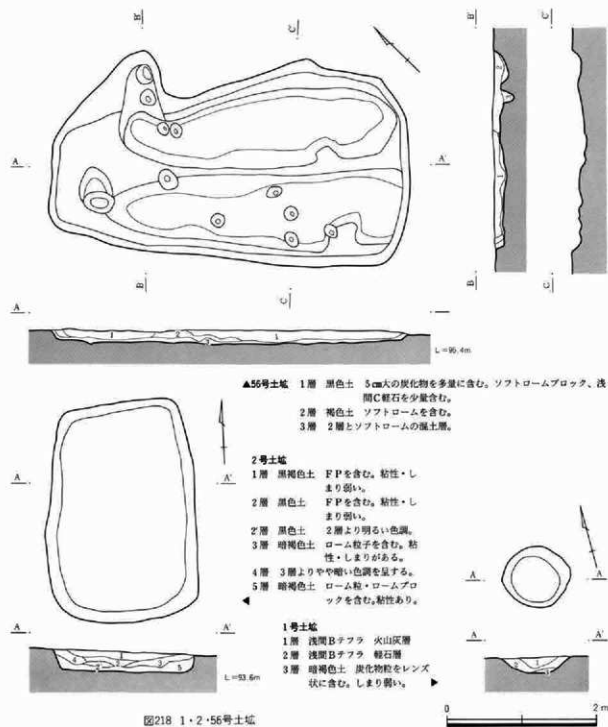 B'
C'
A
A'
B
C
B'
C'
2
1
B
C
A
A'
1
2
1
3
L=95.4m
▲56号土坑 1層 黒色土 5cm大の炭化物を多量に含む。ソフトロームブロック、浅
間C軽石を少量含む。
2層 褐色土 ソフトロームを含む。
3層 2層とソフトロームの混土層。
2号土坑
1層 黒褐色土 FPを含む。粘性・し
まり弱い。
2層 黒色土 FPを含む。粘性・し
まり弱い。
2'層 黒色土 2層より明るい色調。
3層 暗褐色土 ローム粒子を含む。粘
性・しまりがある。
4層 3層よりやや暗い色調を呈する。
5層 暗褐色土 ローム粒・ロームブロ
ックを含む。粘性あり。
◀
A
A'
A
A'
L=93.6m
1号土坑
1層 浅間Bテフラ 火山灰層
2層 浅間Bテフラ 軽石層
3層 暗褐色土 炭化物粒をレンズ
状に含む。しまり弱い。 ▶
A
A'
A
A'
0 2m
図218 1・2・56号土坑